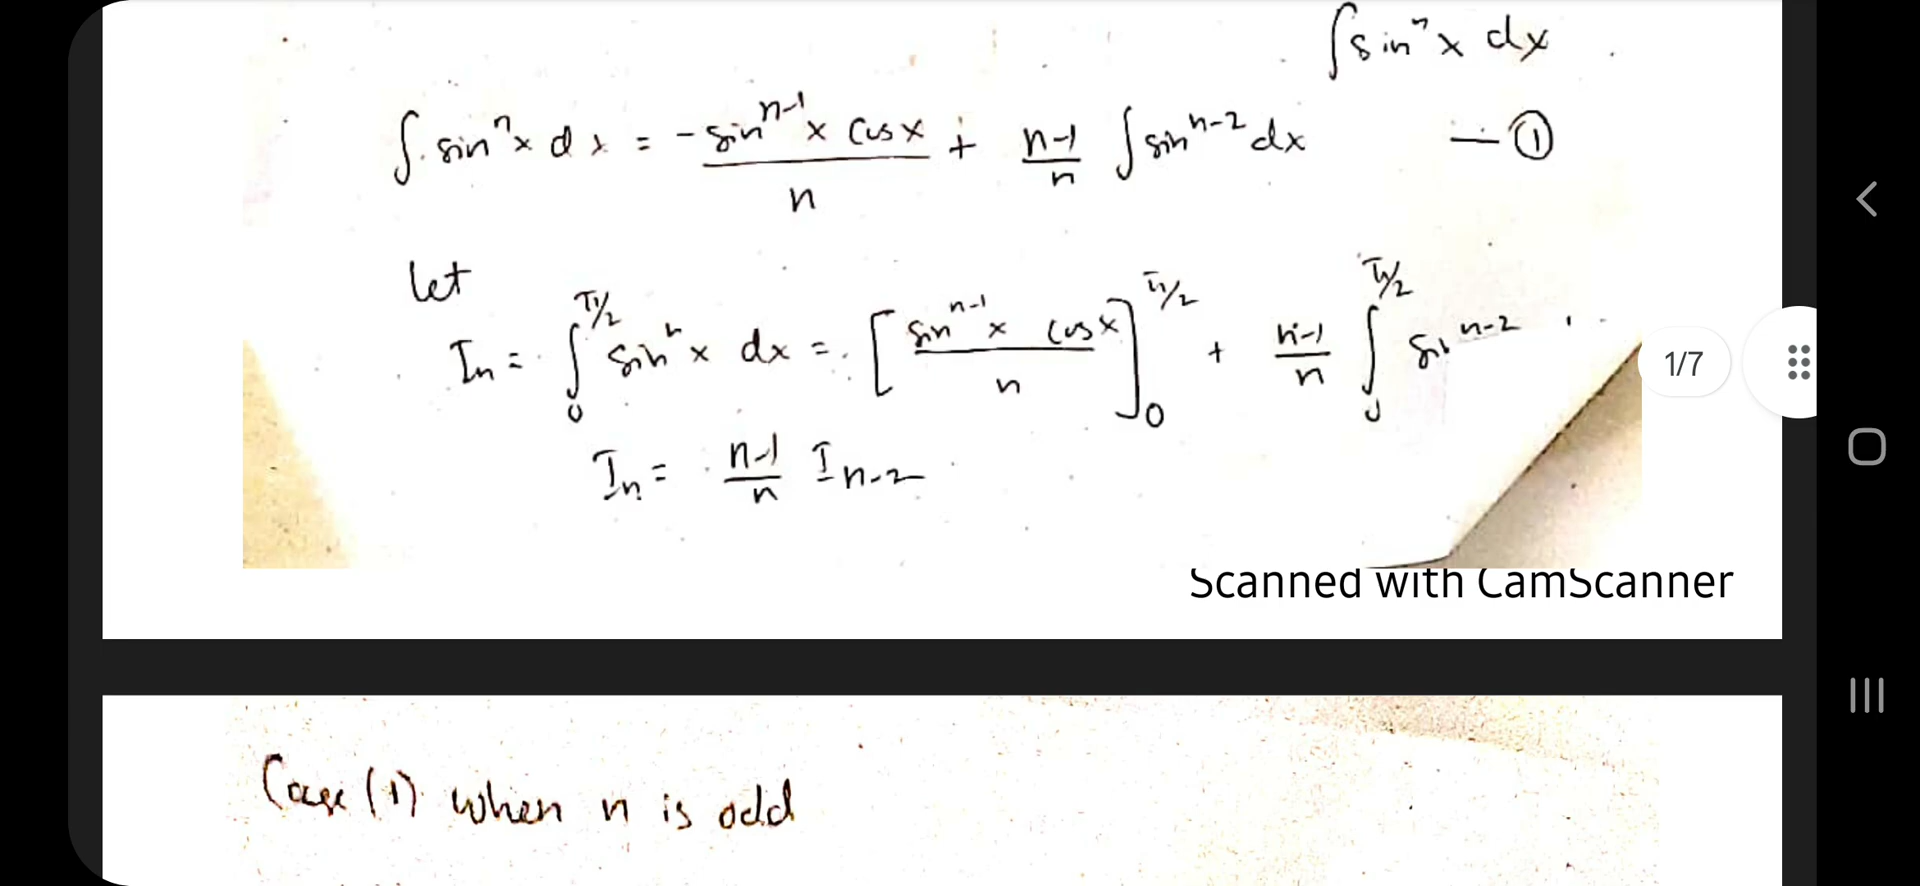 ∫sinⁿx dx
∫ sinⁿx dx = -sinⁿ⁻¹x cosx / n + n-1/n ∫sinⁿ⁻² dx —①
let
Iₙ = ∫₀^π/2 sinⁿx dx = [sinⁿ⁻¹x cosx / n]₀^π/2 + n-1/n ∫₀^π/2 sinⁿ⁻²
Iₙ = n-1/n Iₙ₋₂
1/7
Scanned with CamScanner
Case (1) when n is odd